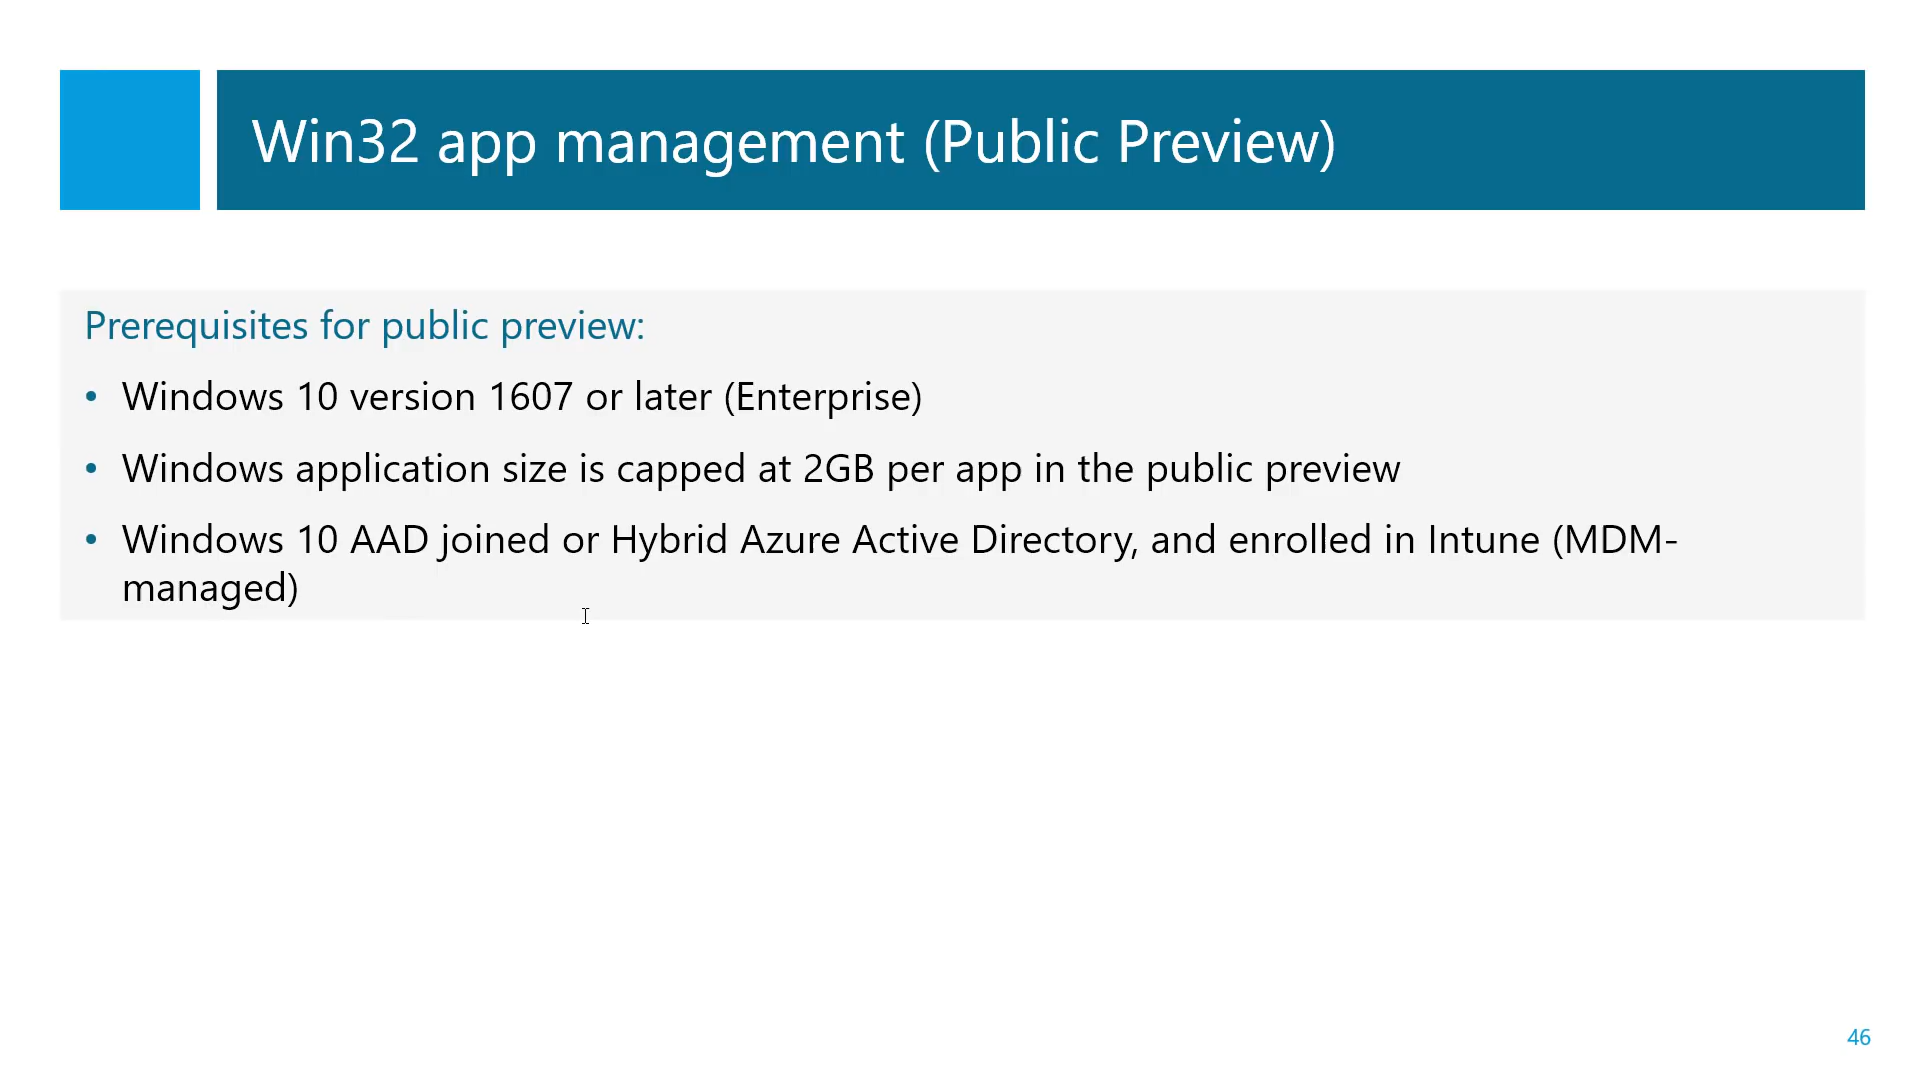 Win32 app management (Public Preview)
Prerequisites for public preview:
• Windows 10 version 1607 or later (Enterprise)
• Windows application size is capped at 2GB per app in the public preview
• Windows 10 AAD joined or Hybrid Azure Active Directory, and enrolled in Intune (MDM-
managed)
46